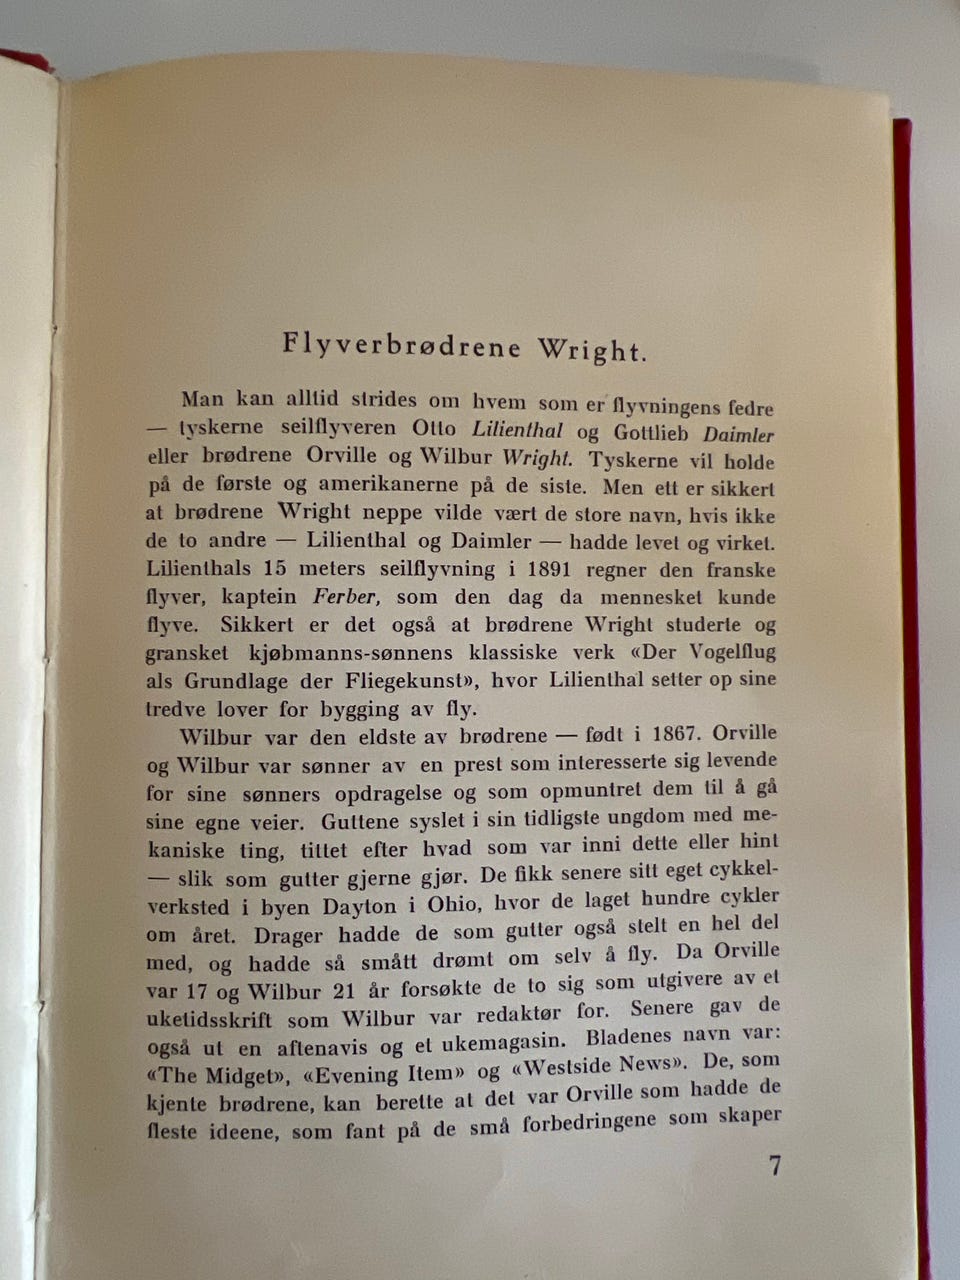 Flyverbrødrene Wright.
Man kan alltid strides om hvem som er flyvningens fedre
— tyskerne seilflyveren Otto Lilienthal og Gottlieb Daimler
eller brødrene Orville og Wilbur Wright. Tyskerne vil holde
på de første og amerikanerne på de siste. Men ett er sikkert
at brødrene Wright neppe vilde vært de store navn, hvis ikke
de to andre — Lilienthal og Daimler — hadde levet og virket.
Lilienthals 15 meters seilflyvning i 1891 regner den franske
flyver, kaptein Ferber, som den dag da mennesket kunde
flyve. Sikkert er det også at brødrene Wright studerte og
gransket kjøbmanns-sønnens klassiske verk «Der Vogelflug
als Grundlage der Fliegekunst», hvor Lilienthal setter op sine
tredve lover for bygging av fly.
Wilbur var den eldste av brødrene — født i 1867. Orville
og Wilbur var sønner av en prest som interesserte sig levende
for sine sønners opdragelse og som opmuntret dem til å gå
sine egne veier. Guttene syslet i sin tidligste ungdom med me-
kaniske ting, tittet efter hvad som var inni dette eller hint
— slik som gutter gjerne gjør. De fikk senere sitt eget cykkel-
verksted i byen Dayton i Ohio, hvor de laget hundre cykler
om året. Drager hadde de som gutter også stelt en hel del
med, og hadde så smått drømt om selv å fly. Da Orville
var 17 og Wilbur 21 år forsøkte de to sig som utgivere av et
uketidsskrift som Wilbur var redaktør for. Senere gav de
også ut en aftenavis og et ukemagasin. Bladenes navn var:
«The Midget», «Evening Item» og «Westside News». De, som
kjente brødrene, kan berette at det var Orville som hadde de
fleste ideene, som fant på de små forbedringene som skaper
7